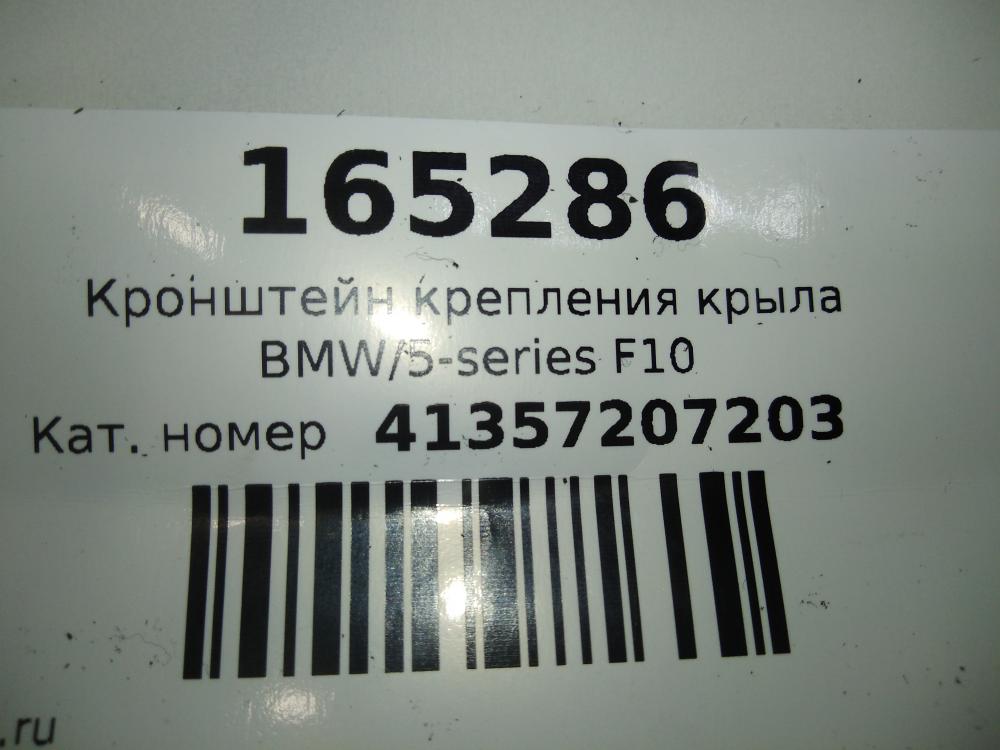 165286
Кронштейн крепления крыла
BMW/5-series F10
Кат. номер 41357207203
.ru